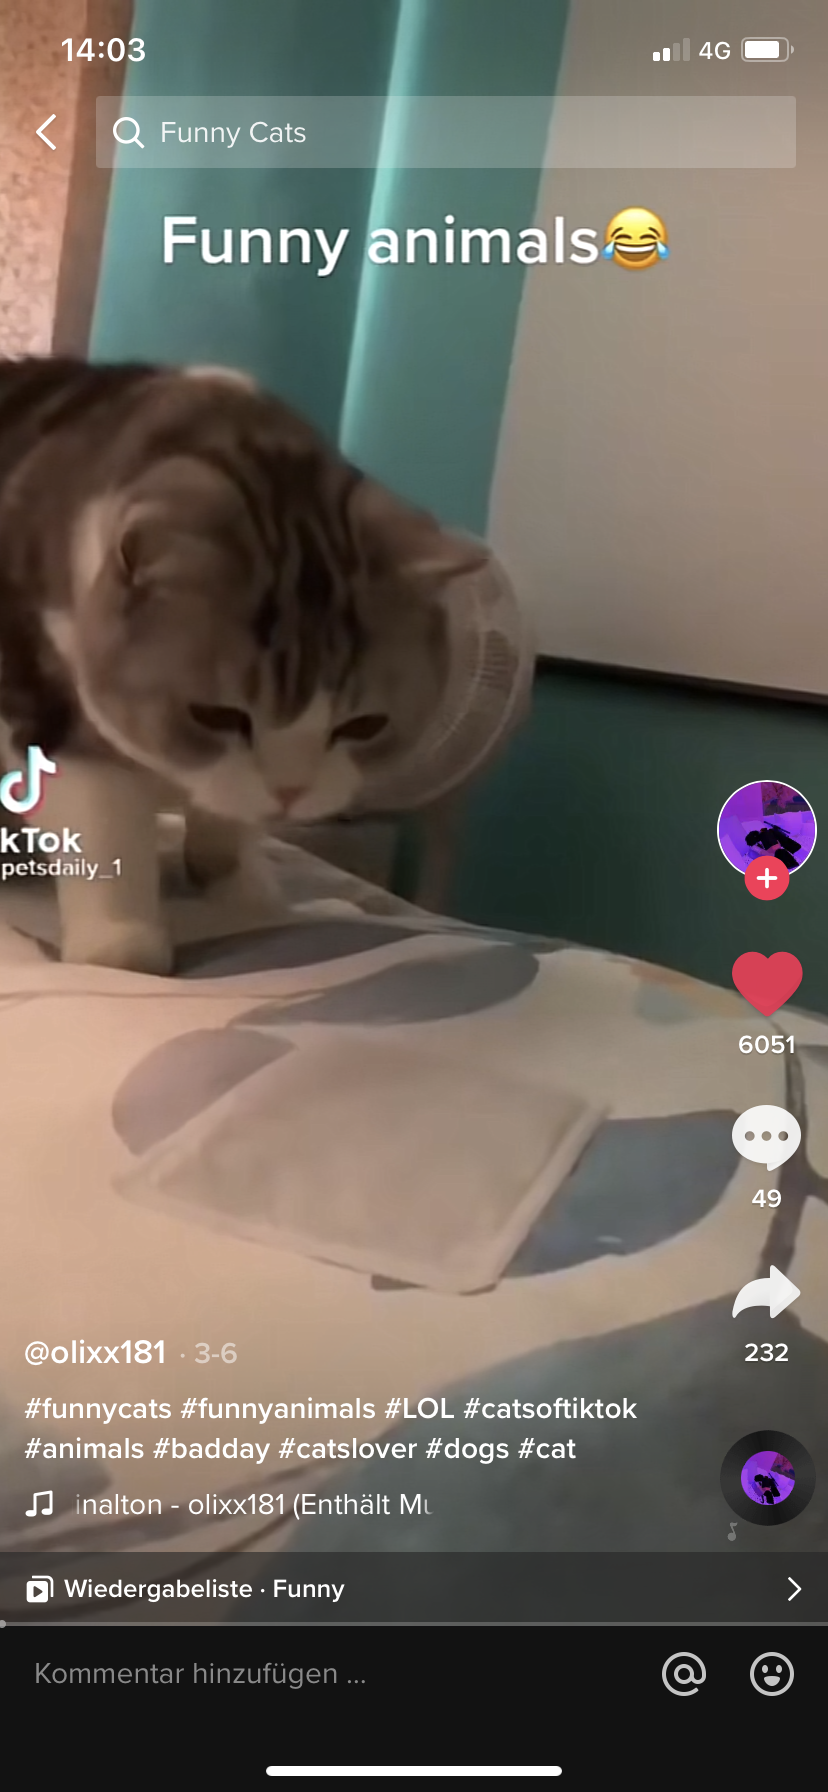 14:03
4G
Funny Cats
Funny animals😂
kTok
petsdaily_1
6051
49
232
@olixx181 · 3-6
#funnycats #funnyanimals #LOL #catsoftiktok
#animals #badday #catslover #dogs #cat
inalton - olixx181 (Enthält Mu
Wiedergabeliste · Funny
Kommentar hinzufügen ...